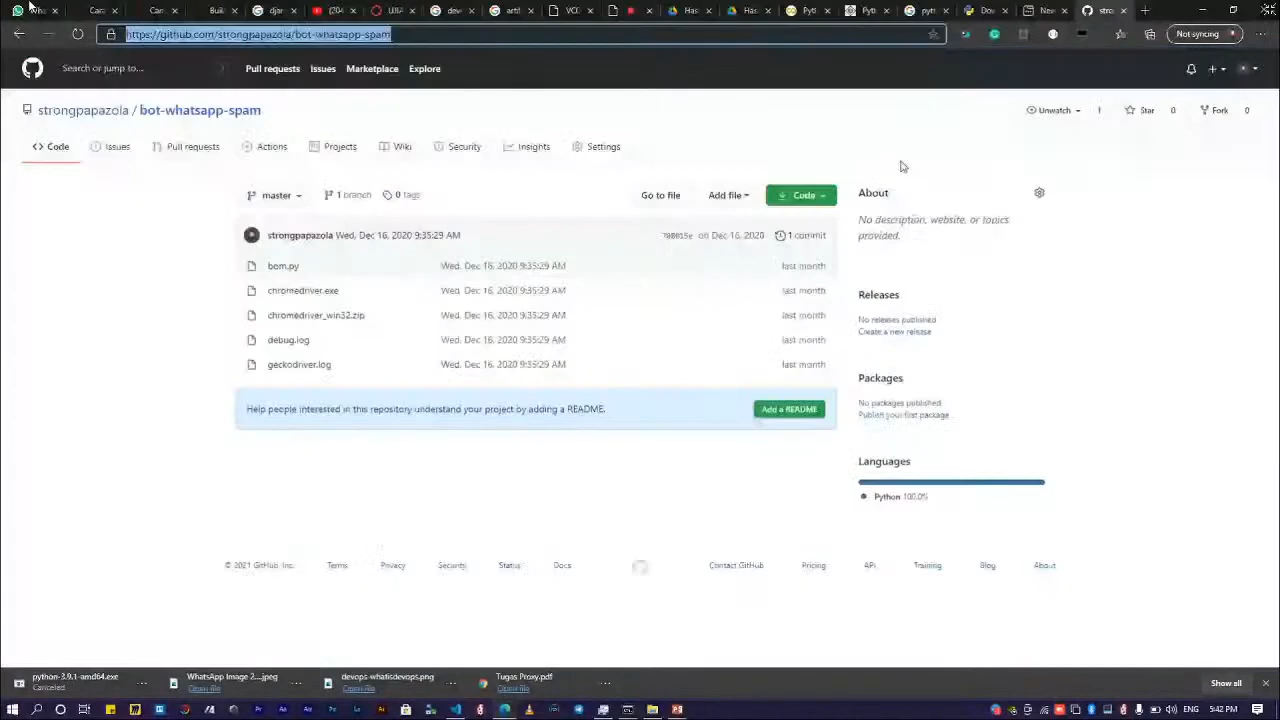 https://github.com/strongpapazola/bot-whatsapp-spam
Not syncing
Search or jump to...
Pull requests Issues Marketplace Explore
strongpapazola / bot-whatsapp-spam
Unwatch 1 Star 0 Fork 0
Code Issues Pull requests Actions Projects Wiki Security Insights Settings
master 1 branch 0 tags
Go to file Add file Code
About
No description, website, or topics
provided.
strongpapazola Wed, Dec 16, 2020 9:35:29 AM
on Dec 16, 2020 1 commit
bom.py Wed, Dec 16, 2020 9:35:29 AM last month
chromedriver.exe Wed, Dec 16, 2020 9:35:29 AM last month
chromedriver_win32.zip Wed, Dec 16, 2020 9:35:29 AM last month
debug.log Wed, Dec 16, 2020 9:35:29 AM last month
geckodriver.log Wed, Dec 16, 2020 9:35:29 AM last month
Help people interested in this repository understand your project by adding a README.
Add a README
Releases
No releases published
Create a new release
Packages
No packages published
Publish your first package
Languages
Python 100.0%
© 2021 GitHub, Inc. Terms Privacy Security Status Docs Contact GitHub Pricing API Training Blog About
python-3.9.1-amd64.exe
Canceled
WhatsApp Image 2....jpeg
Open file
devops-whatisdevops.png
Open file
Tugas Proxy.pdf
Open file
Show all
ENG 5:42 PM